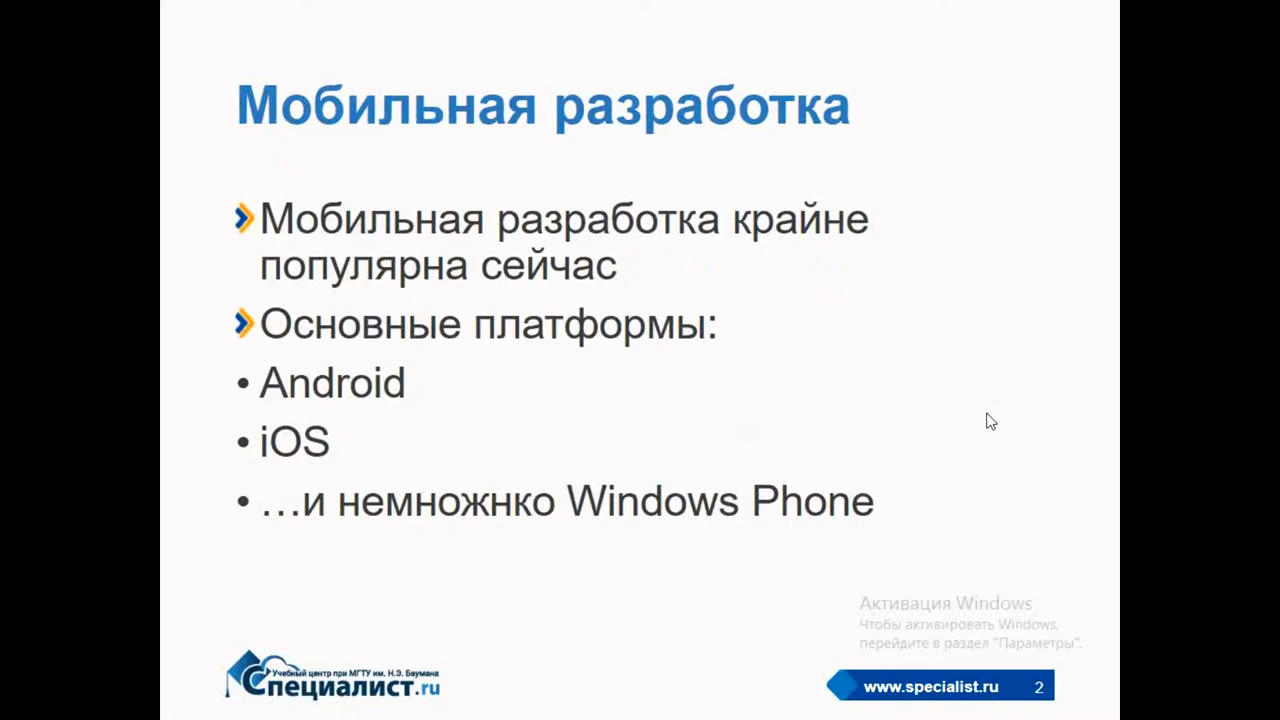 Мобильная разработка
Мобильная разработка крайне
популярна сейчас
Основные платформы:
• Android
• iOS
• …и немножнко Windows Phone
Активация Windows
Чтобы активировать Windows,
перейдите в раздел "Параметры".
Учебный центр при МГТУ им. Н.Э. Баумана
Специалист.ru
www.specialist.ru 2